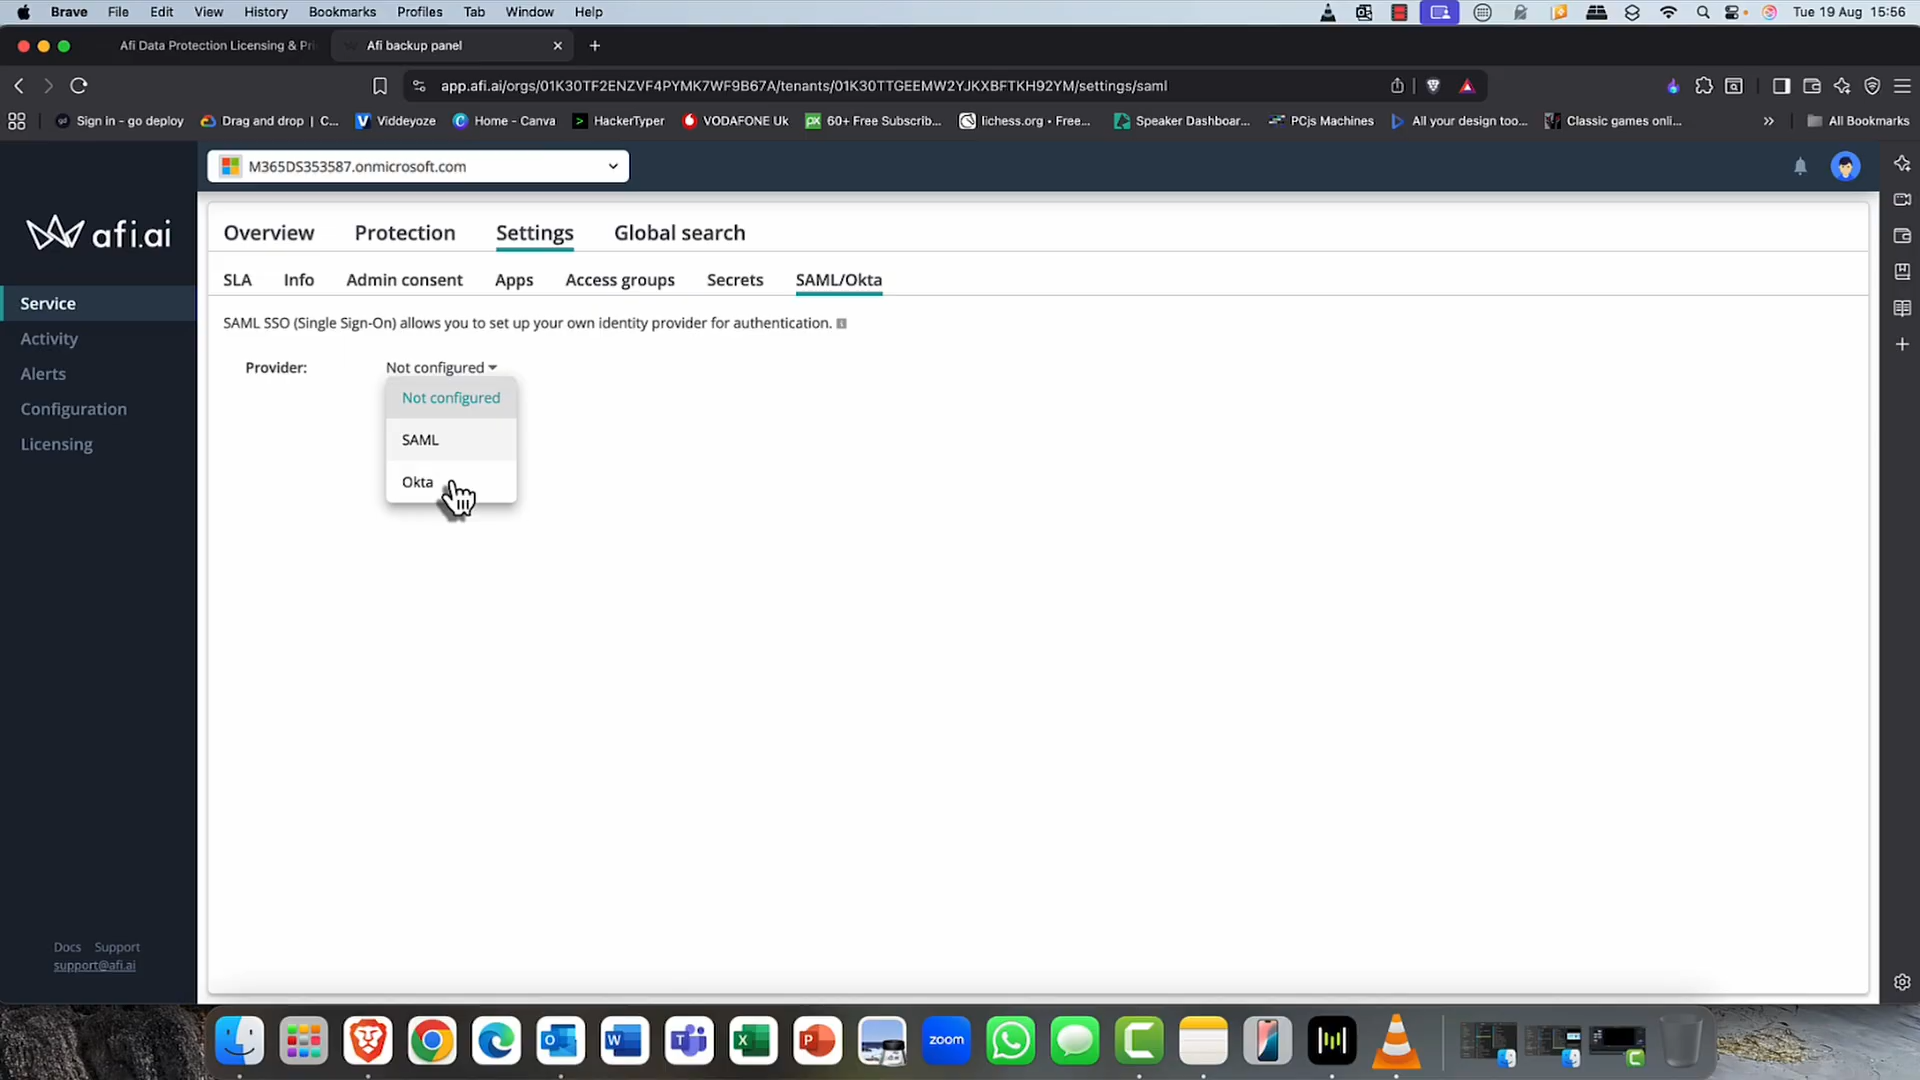 Brave File Edit View History Bookmarks Profiles Tab Window Help Tue 19 Aug 15:56
Afi Data Protection Licensing & Pri
Afi backup panel
app.afi.ai/orgs/01K30TF2ENZVF4PYMK7WF9B67A/tenants/01K30TTGEEMW2YJKXBFTKH92YM/settings/saml
Sign in - go deploy
Drag and drop | C...
Viddeyoze
Home - Canva
HackerTyper
VODAFONE Uk
60+ Free Subscrib...
lichess.org • Free...
Speaker Dashboar...
PCjs Machines
All your design too...
Classic games onli...
»
All Bookmarks
M365DS353587.onmicrosoft.com
afi.ai
Service
Activity
Alerts
Configuration
Licensing
Docs Support
support@afi.ai
Overview Protection Settings Global search
SLA Info Admin consent Apps Access groups Secrets SAML/Okta
SAML SSO (Single Sign-On) allows you to set up your own identity provider for authentication.
Provider: Not configured
Not configured
SAML
Okta
zoom